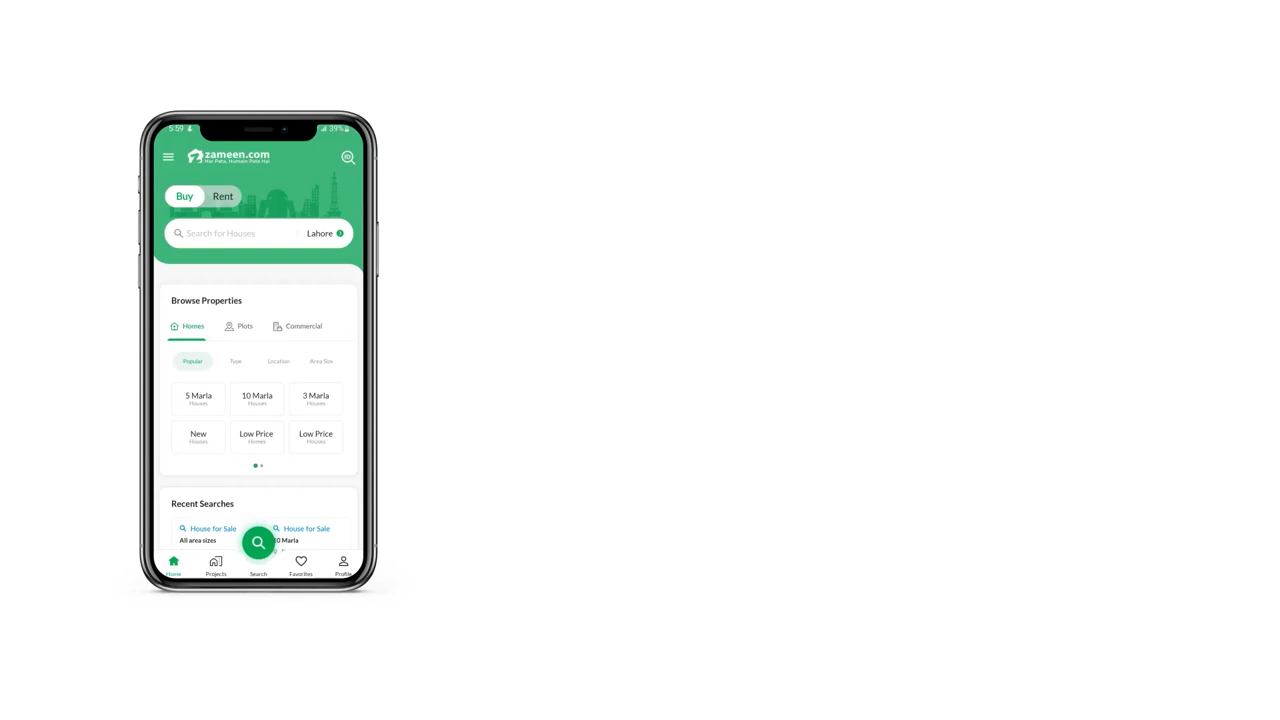 5:59 39%
zameen.com
Har Pata, Humain Pata Hai
ID
Buy Rent
Search for Houses Lahore
Browse Properties
Homes Plots Commercial
Popular Type Location Area Size
5 Marla 10 Marla 3 Marla
Houses Houses Houses
New Low Price Low Price
Houses Homes Houses
Recent Searches
House for Sale House for Sale
All area sizes 10 Marla
Home Projects Search Favorites Profile